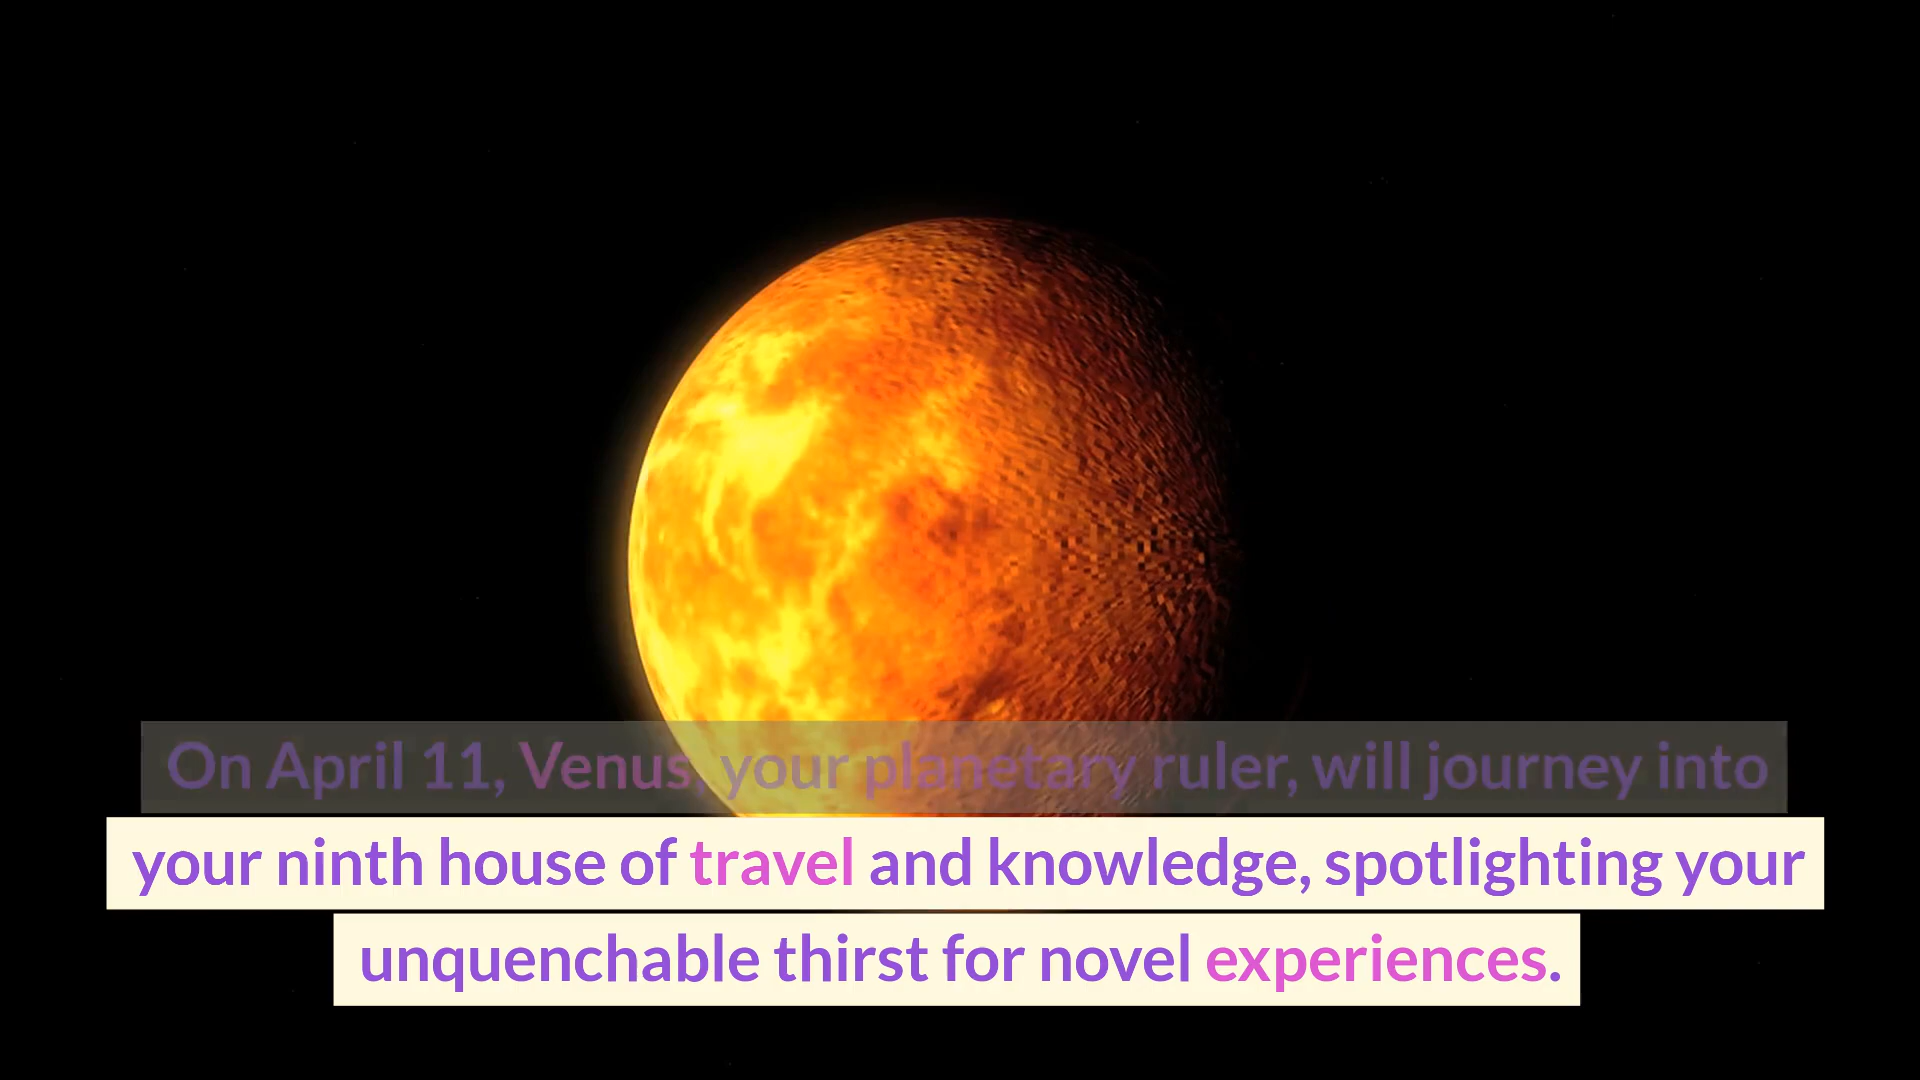 On April 11, Venus, your planetary ruler, will journey into
your ninth house of travel and knowledge, spotlighting your
unquenchable thirst for novel experiences.